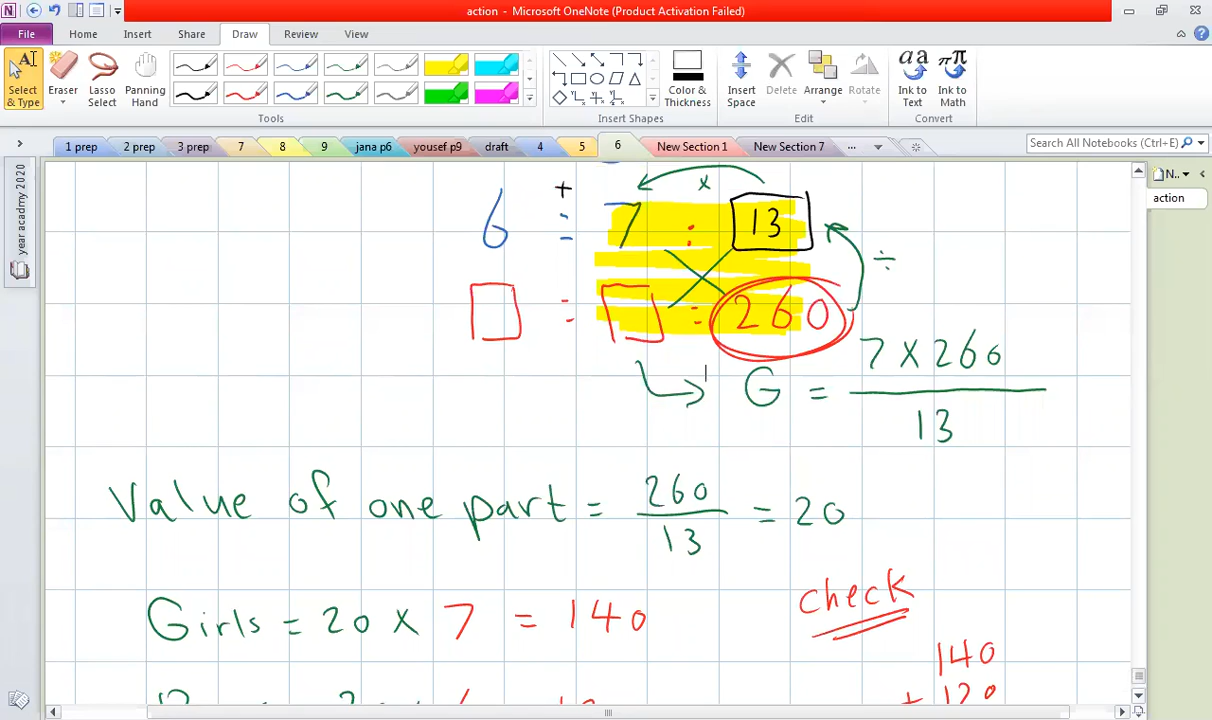 action - Microsoft OneNote (Product Activation Failed)
File Home Insert Share Draw Review View
Select & Type Eraser Lasso Select Panning Hand Color & Thickness Insert Space Delete Arrange Rotate Ink to Text Ink to Math
Tools Insert Shapes Edit Convert
1 prep 2 prep 3 prep 7 8 9 jana p6 yousef p9 draft 4 5 6 New Section 1 New Section 7 ... Search All Notebooks (Ctrl+E)
N..
action
year academy 2020
x
6 + : 7 : 13
÷
: : 260
G = 7 × 260 / 13
Value of one part = 260 / 13 = 20
check
Girls = 20 × 7 = 140
140
+ 120